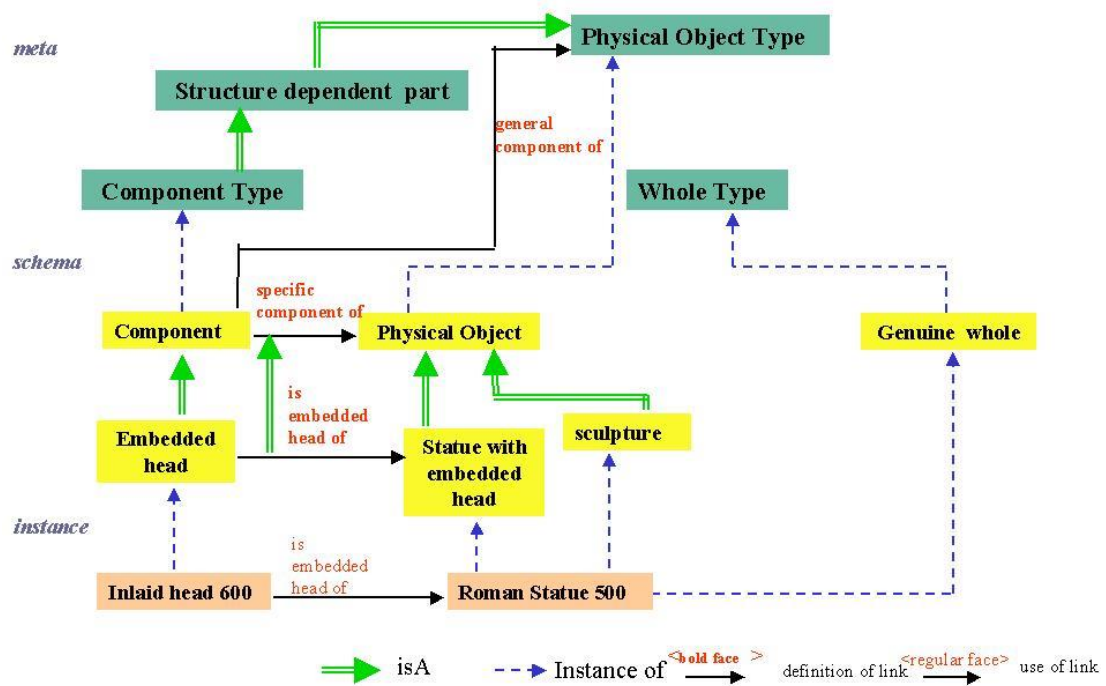 meta
Physical Object Type
Structure dependent part
general
component of
Component Type
Whole Type
schema
specific
component of
Component
Physical Object
Genuine whole
is
embedded
head of
Embedded
head
Statue with
embedded
head
sculpture
instance
is
embedded
head of
Inlaid head 600
Roman Statue 500
isA
Instance of
<bold face >
definition of link
<regular face>
use of link